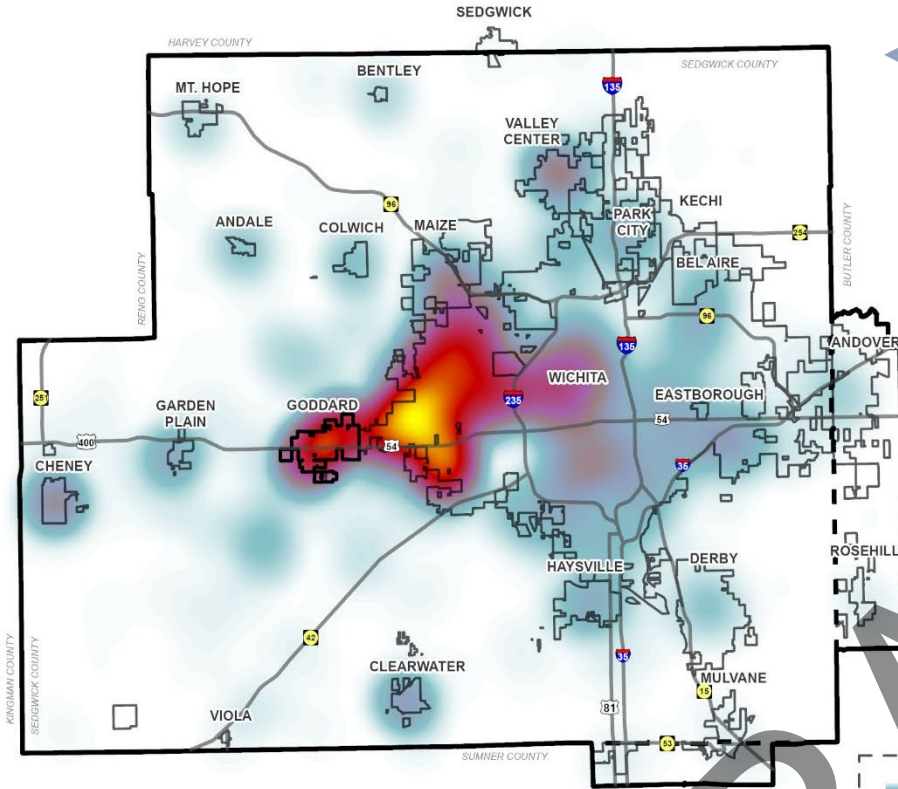 SEDGWICK
HARVEY COUNTY
SEDGWICK COUNTY
BENTLEY
MT. HOPE
135
VALLEY
CENTER
96
KECHI
PARK
CITY
ANDALE
COLWICH
MAIZE
254
BEL AIRE
BUTLER COUNTY
RENO COUNTY
96
135
ANDOVER
WICHITA
251
GARDEN
PLAIN
GODDARD
235
EASTBOROUGH
54
400
54
CHENEY
35
HAYSVILLE
DERBY
ROSEHILL
42
KINGMAN COUNTY
SEDGWICK COUNTY
35
CLEARWATER
MULVANE
15
VIOLA
81
53
SUMNER COUNTY